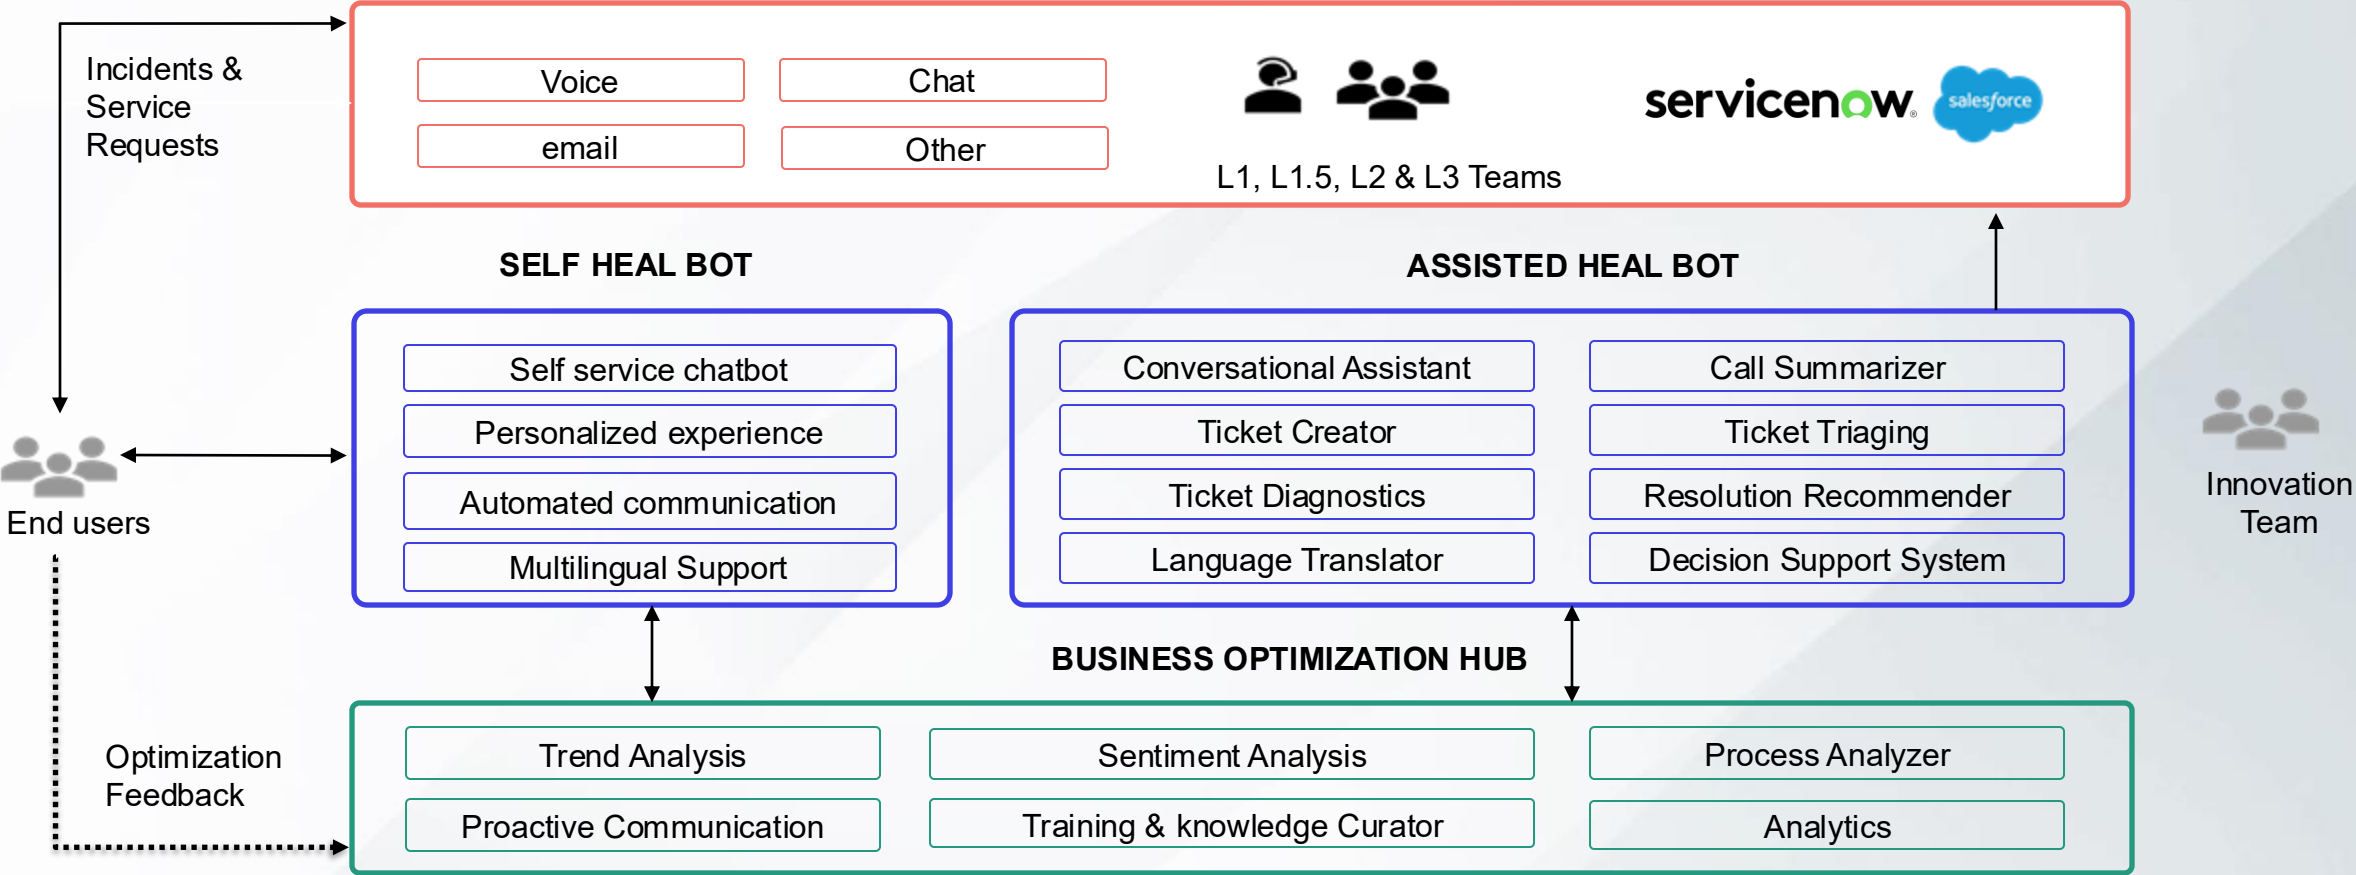 Incidents &
Service
Requests
Voice
Chat
email
Other
L1, L1.5, L2 & L3 Teams
servicenow®
salesforce
SELF HEAL BOT
ASSISTED HEAL BOT
Self service chatbot
Personalized experience
Automated communication
Multilingual Support
Conversational Assistant
Call Summarizer
Ticket Creator
Ticket Triaging
Ticket Diagnostics
Resolution Recommender
Language Translator
Decision Support System
End users
Innovation
Team
BUSINESS OPTIMIZATION HUB
Optimization
Feedback
Trend Analysis
Sentiment Analysis
Process Analyzer
Proactive Communication
Training & knowledge Curator
Analytics